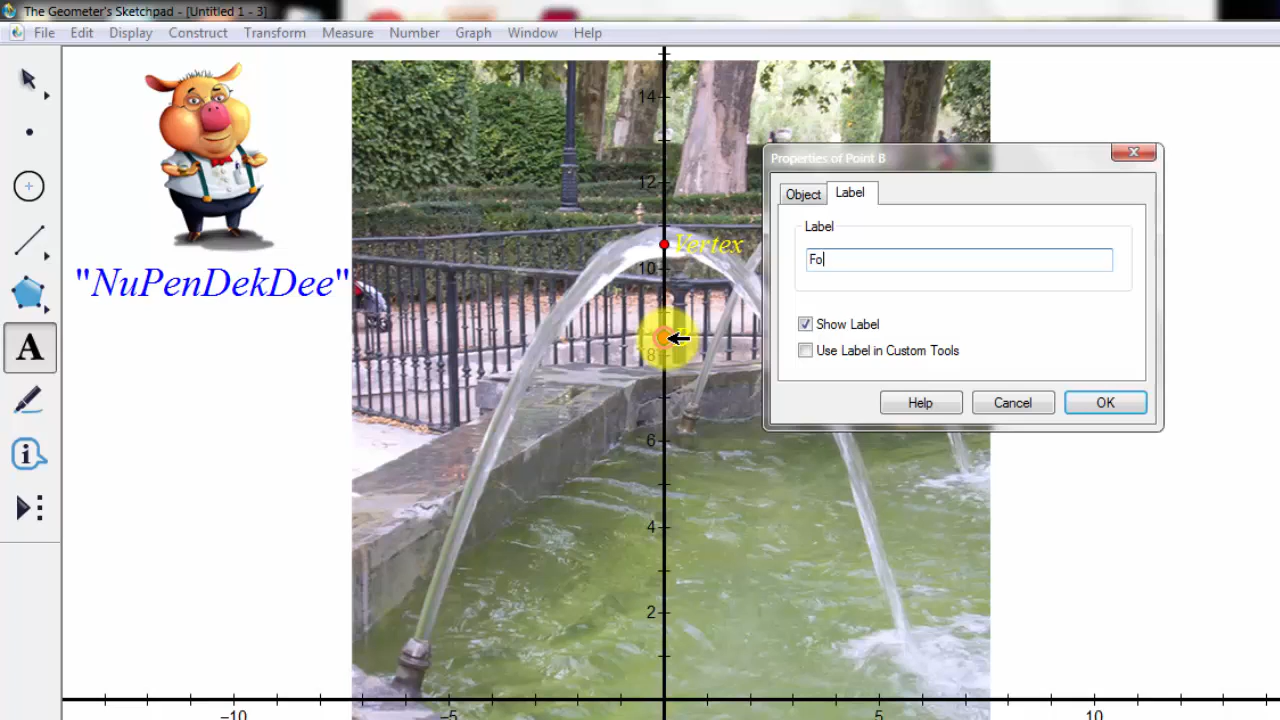 The Geometer's Sketchpad - [Untitled 1 - 3]
File Edit Display Construct Transform Measure Number Graph Window Help
14
Properties of Point B
12
Object Label
Label
"NuPenDekDee"
Vertex
Fo
10
Show Label
8
Use Label in Custom Tools
Help Cancel OK
6
4
2
-10 -5 5 10